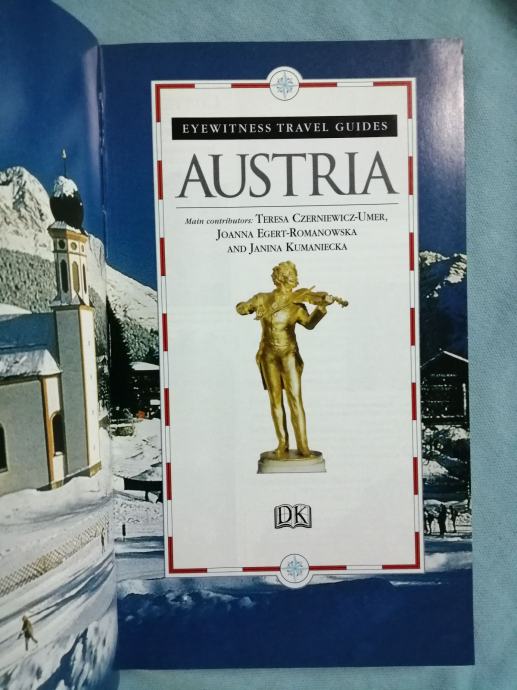 EYEWITNESS TRAVEL GUIDES
AUSTRIA
Main contributors: TERESA CZERNIEWICZ-UMER,
JOANNA EGERT-ROMANOWSKA
AND JANINA KUMANIECKA
DK